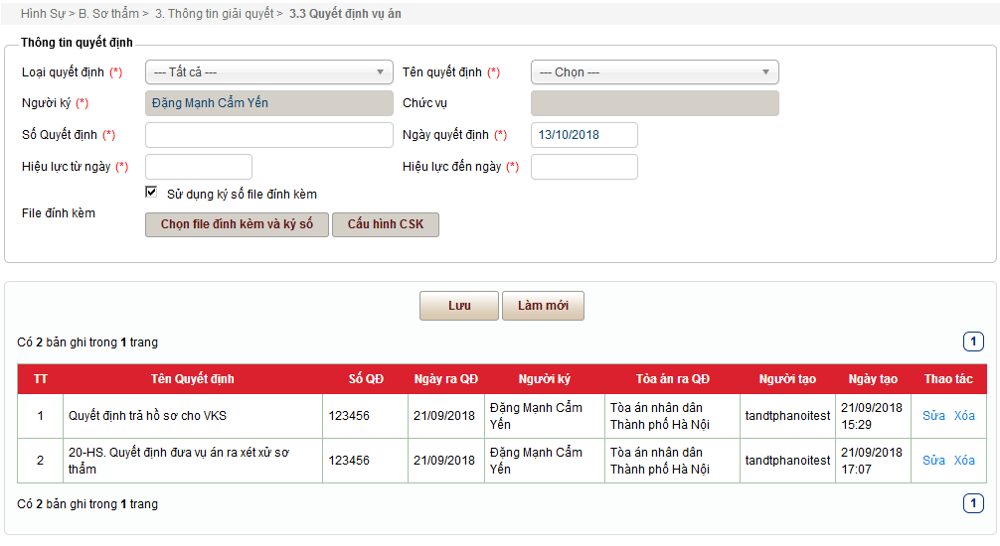 Hình Sự > B. Sơ thẩm > 3. Thông tin giải quyết > 3.3 Quyết định vụ án
Thông tin quyết định
Loại quyết định (*) --- Tất cả --- Tên quyết định (*) --- Chọn ---
Người ký (*) Đặng Mạnh Cẩm Yến Chức vụ
Số Quyết định (*) Ngày quyết định (*) 13/10/2018
Hiệu lực từ ngày (*) Hiệu lực đến ngày (*)
Sử dụng ký số file đính kèm
File đính kèm
Chọn file đính kèm và ký số Cấu hình CSK
Lưu Làm mới
Có 2 bản ghi trong 1 trang 1
TT Tên Quyết định Số QĐ Ngày ra QĐ Người ký Tòa án ra QĐ Người tạo Ngày tạo Thao tác
1 Quyết định trả hồ sơ cho VKS 123456 21/09/2018 Đặng Mạnh Cẩm Yến Tòa án nhân dân Thành phố Hà Nội tandtphanoitest 21/09/2018 15:29 Sửa Xóa
2 20-HS. Quyết định đưa vụ án ra xét xử sơ thẩm 123456 21/09/2018 Đặng Mạnh Cẩm Yến Tòa án nhân dân Thành phố Hà Nội tandtphanoitest 21/09/2018 17:07 Sửa Xóa
Có 2 bản ghi trong 1 trang 1